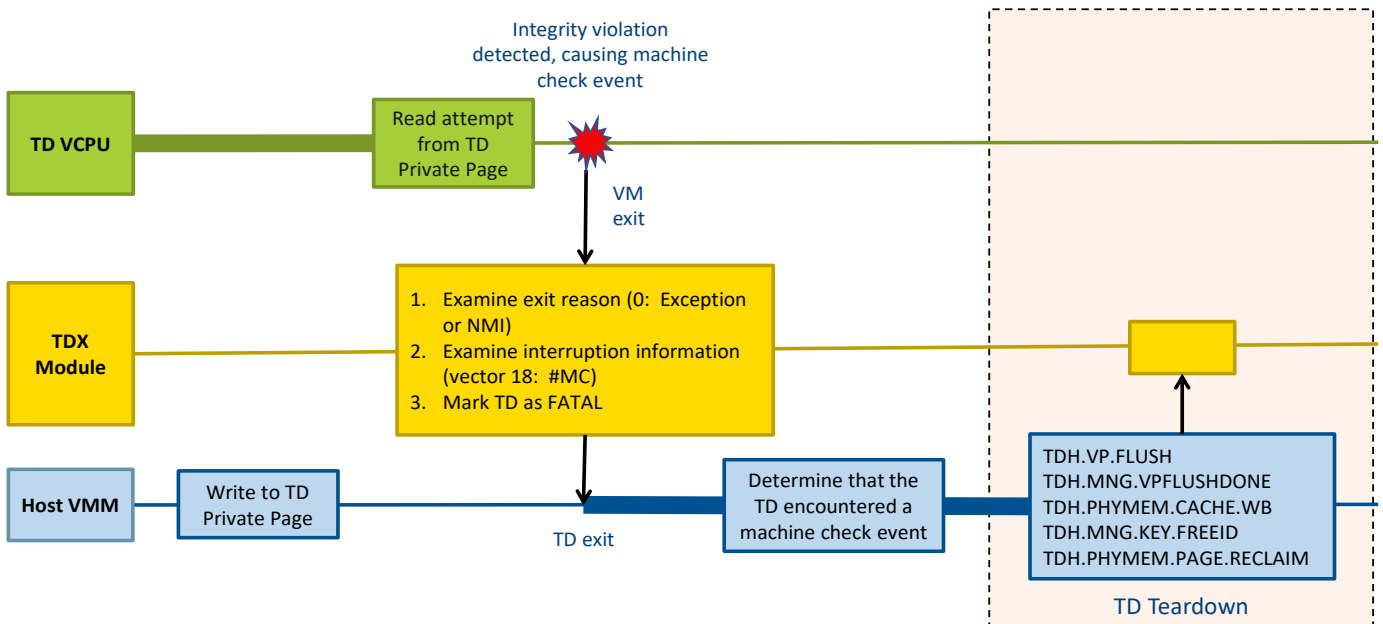 Integrity violation
detected, causing machine
check event
TD VCPU
Read attempt
from TD
Private Page
VM
exit
TDX
Module
1. Examine exit reason (0: Exception
or NMI)
2. Examine interruption information
(vector 18: #MC)
3. Mark TD as FATAL
Host VMM
Write to TD
Private Page
TD exit
Determine that the
TD encountered a
machine check event
TDH.VP.FLUSH
TDH.MNG.VPFLUSHDONE
TDH.PHYMEM.CACHE.WB
TDH.MNG.KEY.FREEID
TDH.PHYMEM.PAGE.RECLAIM
TD Teardown